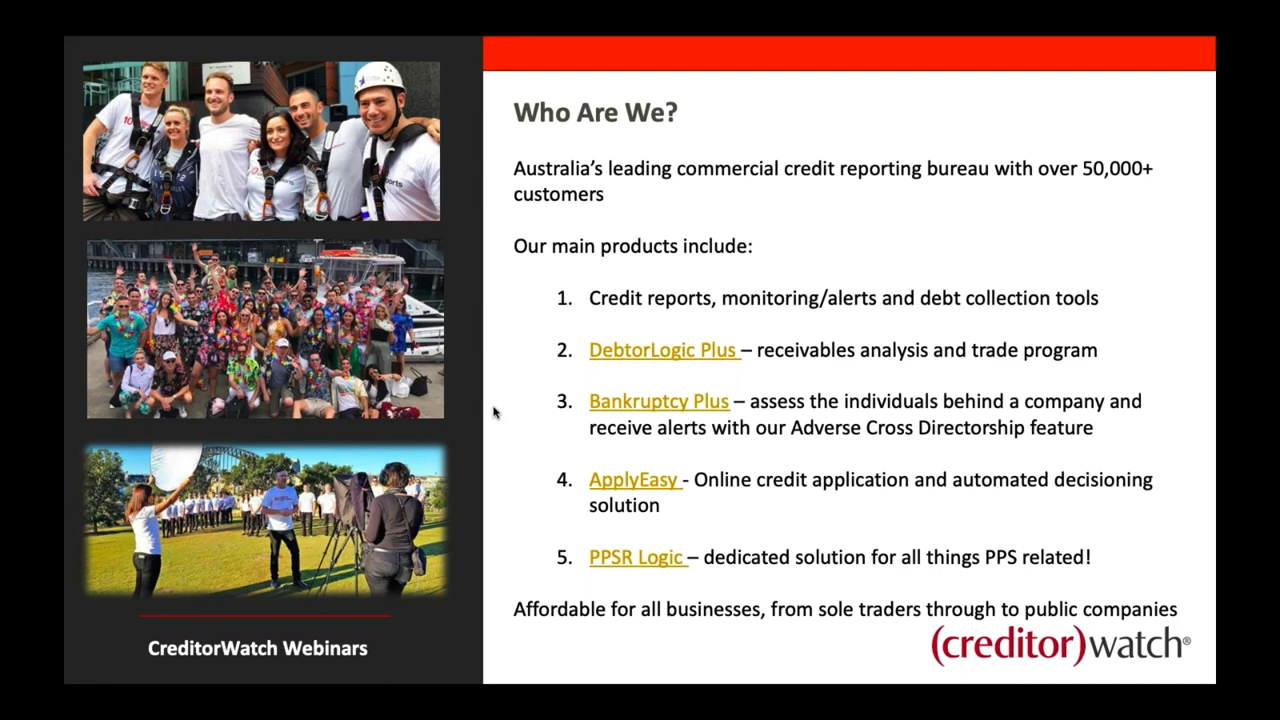 Who Are We?
Australia's leading commercial credit reporting bureau with over 50,000+
customers
Our main products include:
1. Credit reports, monitoring/alerts and debt collection tools
2. DebtorLogic Plus – receivables analysis and trade program
3. Bankruptcy Plus – assess the individuals behind a company and
receive alerts with our Adverse Cross Directorship feature
4. ApplyEasy - Online credit application and automated decisioning
solution
5. PPSR Logic – dedicated solution for all things PPS related!
Affordable for all businesses, from sole traders through to public companies
(creditor)watch®
CreditorWatch Webinars